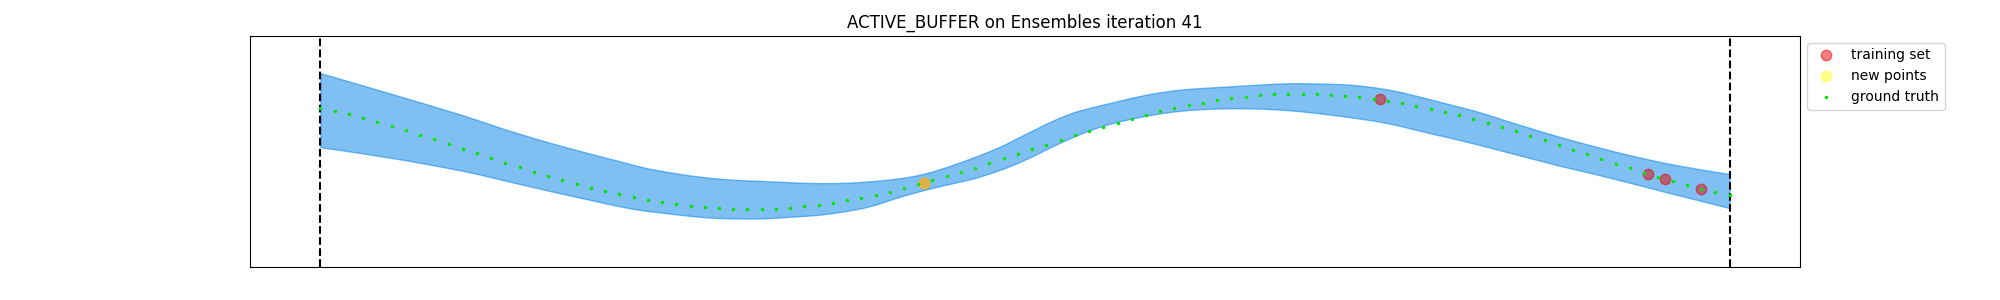 ACTIVE_BUFFER on Ensembles iteration 41
training set
new points
ground truth